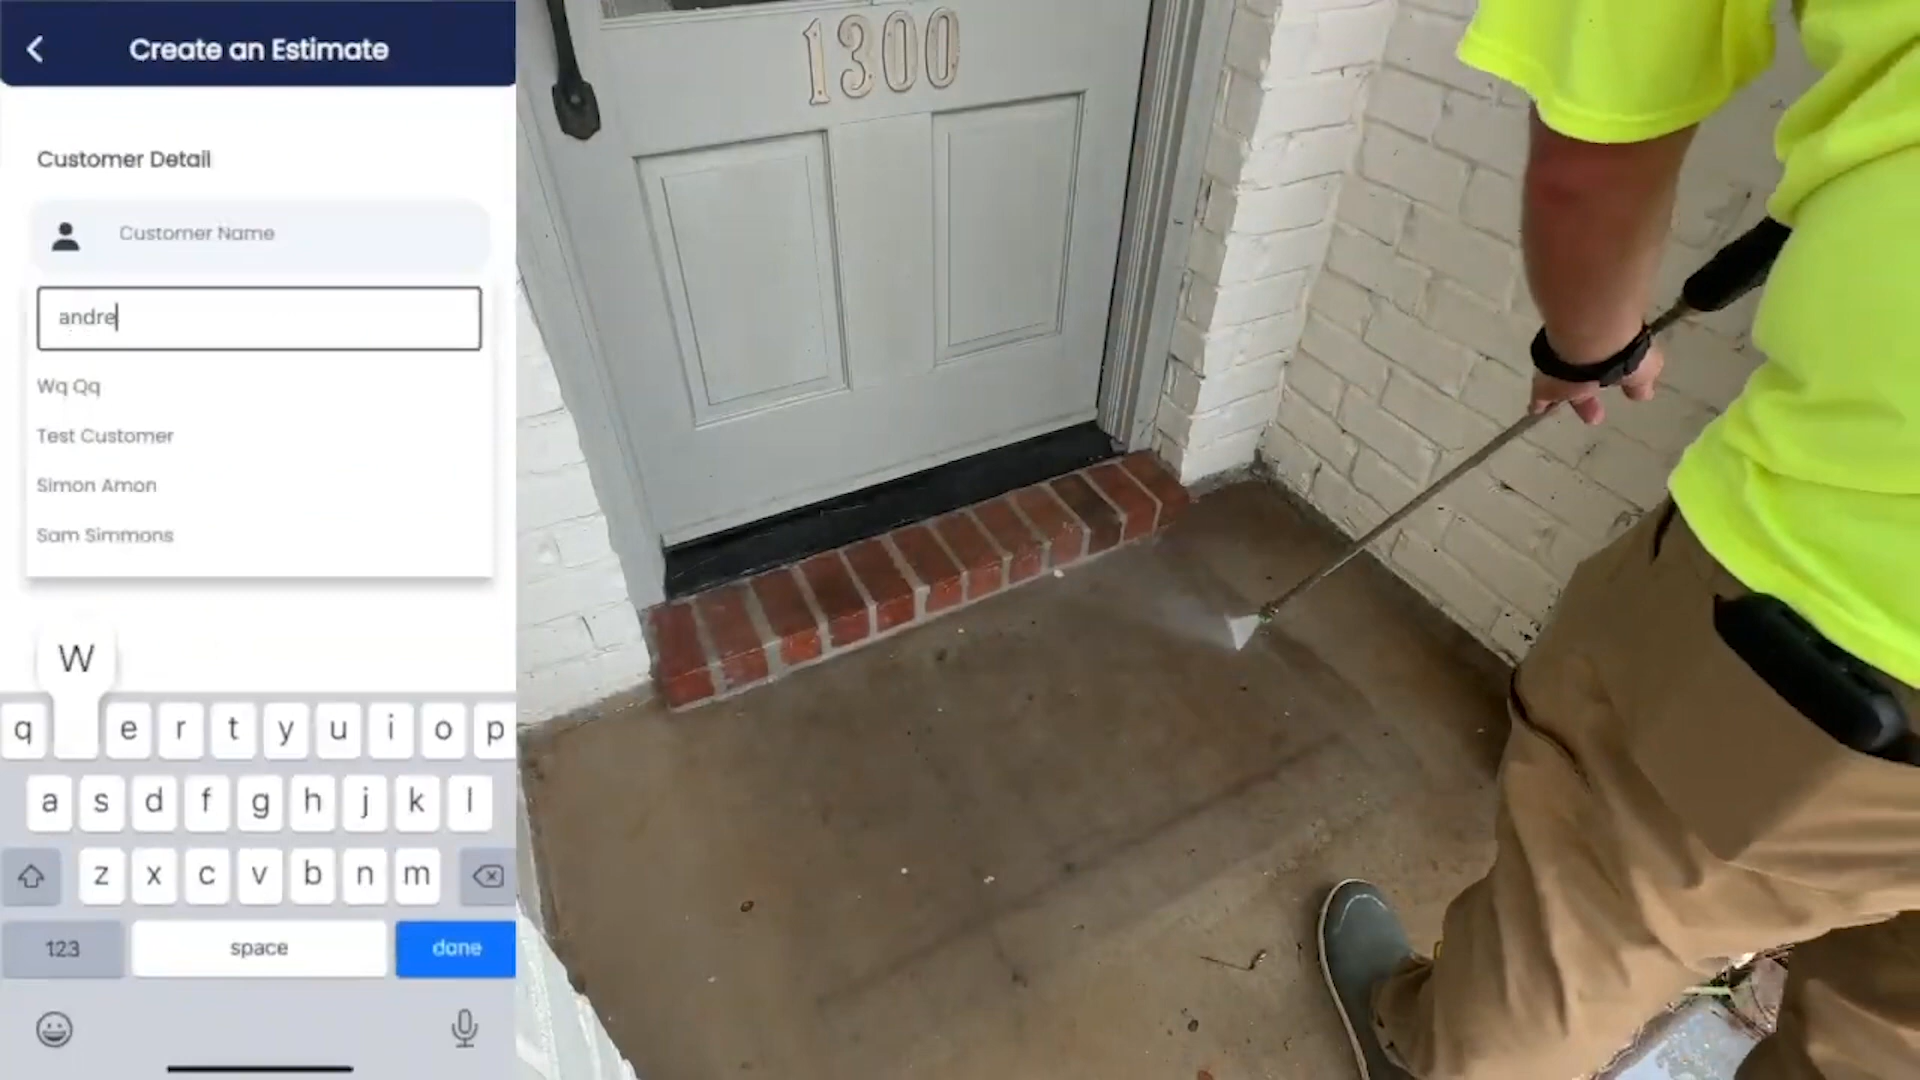 Create an Estimate
Customer Detail
Customer Name
andre
Wq Qq
Test Customer
Simon Amon
Sam Simmons
W
q e r t y u i o p
a s d f g h j k l
z x c v b n m
123 space done
1300